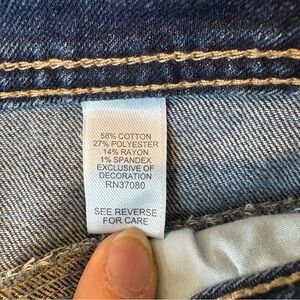 58% COTTON
27% POLYESTER
14% RAYON
1% SPANDEX
EXCLUSIVE OF
DECORATION
RN37080
SEE REVERSE
FOR CARE